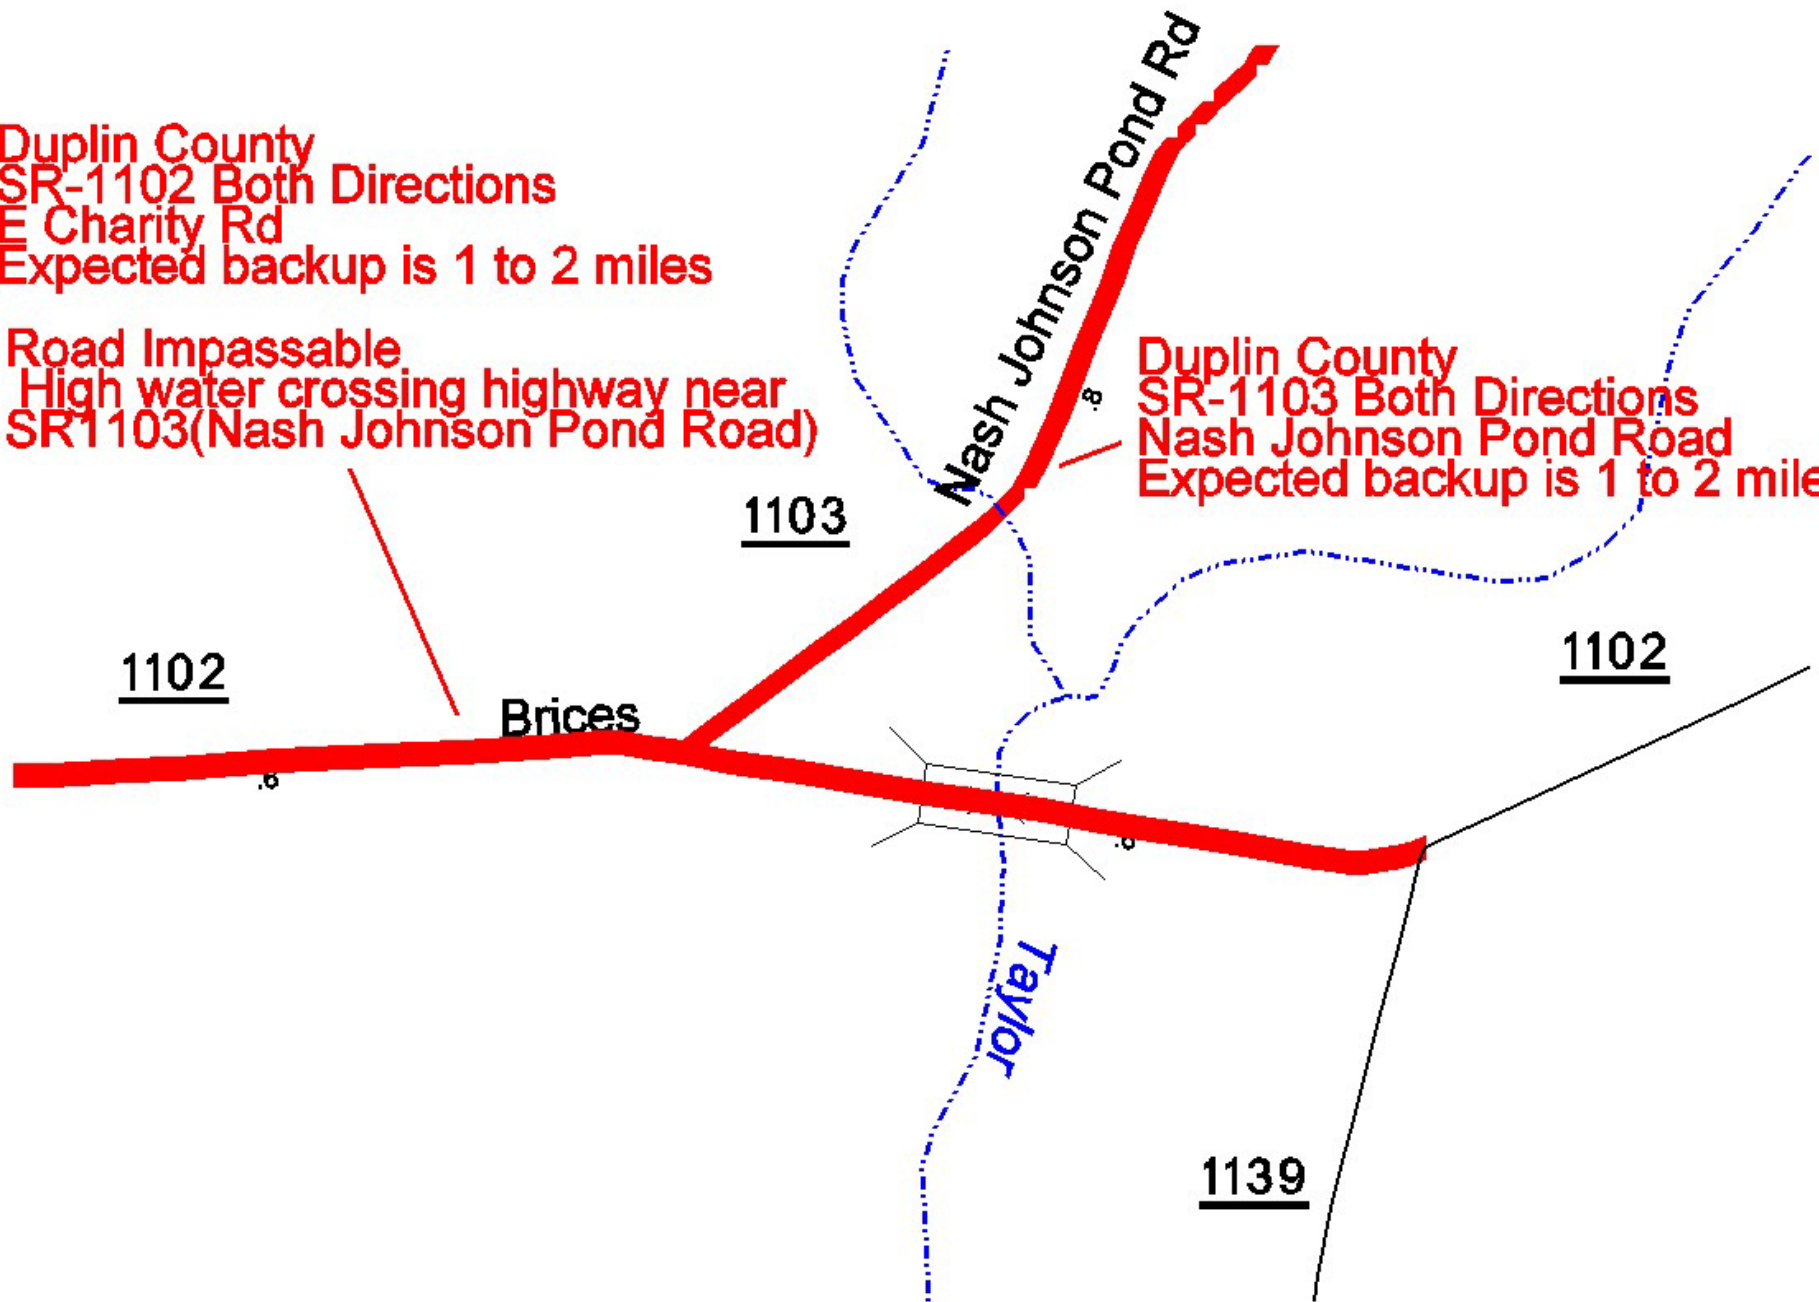 Nash Johnson Pond Rd
Duplin County
SR-1102 Both Directions
E Charity Rd
Expected backup is 1 to 2 miles
Road Impassable
High water crossing highway near
SR1103(Nash Johnson Pond Road)
Duplin County
SR-1103 Both Directions
Nash Johnson Pond Road
Expected backup is 1 to 2 mile
.8
1103
1102
1102
Brices
.6
Taylor
1139